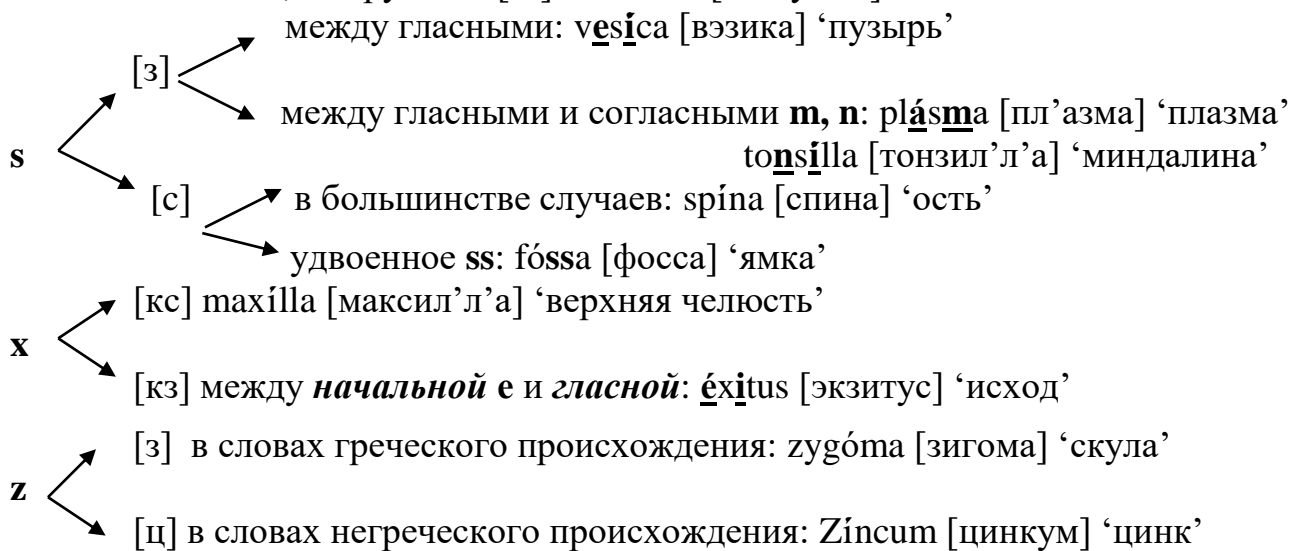 между гласными: vesíca [вэзика] ‘пузырь’
[з]
между гласными и согласными m, n: plásma [пл’азма] ‘плазма’
s
tonsílla [тонзил’л’а] ‘миндалина’
[с]
в большинстве случаев: spína [спина] ‘ость’
удвоенное ss: fóssa [фосса] ‘ямка’
[кс] maxílla [максил’л’а] ‘верхняя челюсть’
x
[кз] между начальной e и гласной: éxitus [экзитус] ‘исход’
[з] в словах греческого происхождения: zygóma [зигома] ‘скула’
z
[ц] в словах негреческого происхождения: Zíncum [цинкум] ‘цинк’